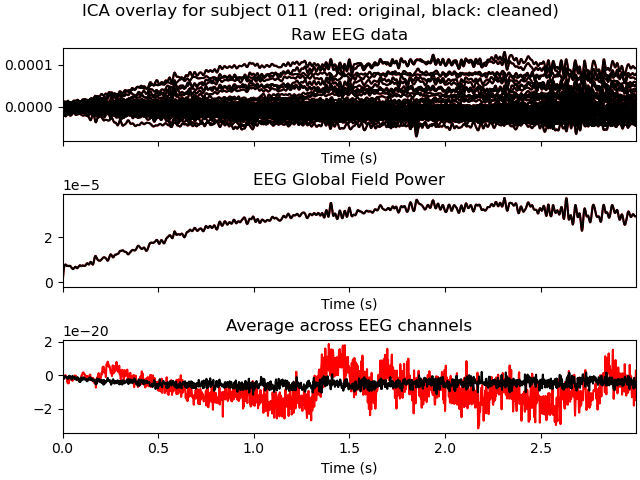 ICA overlay for subject 011 (red: original, black: cleaned)
Raw EEG data
0.0001
0.0000
Time (s)
EEG Global Field Power
1e−5
2
0
Time (s)
Average across EEG channels
1e−20
2
0
−2
0.0 0.5 1.0 1.5 2.0 2.5
Time (s)